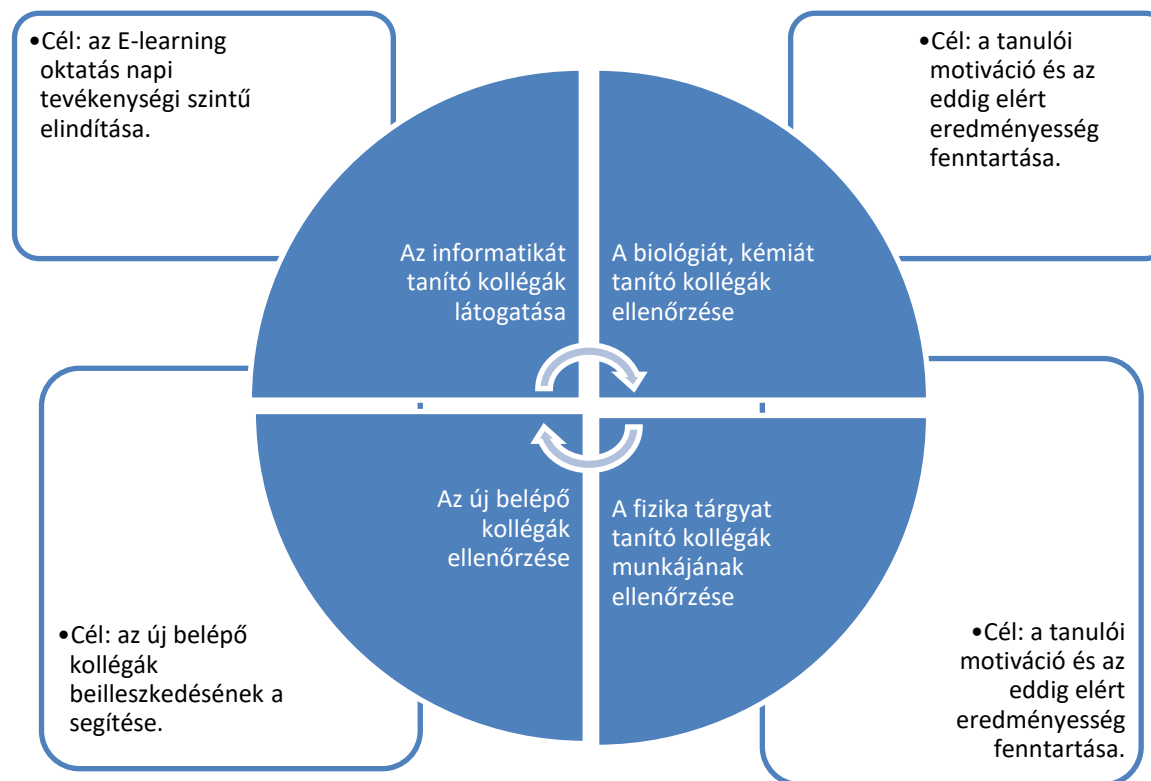 •Cél: az E-learning
oktatás napi
tevékenységi szintű
elindítása.
•Cél: a tanulói
motiváció és az
eddig elért
eredményesség
fenntartása.
Az informatikát
tanító kollégák
látogatása
A biológiát, kémiát
tanító kollégák
ellenőrzése
Az új belépő
kollégák
ellenőrzése
A fizika tárgyat
tanító kollégák
munkájának
ellenőrzése
•Cél: az új belépő
kollégák
beilleszkedésének a
segítése.
•Cél: a tanulói
motiváció és az
eddig elért
eredményesség
fenntartása.